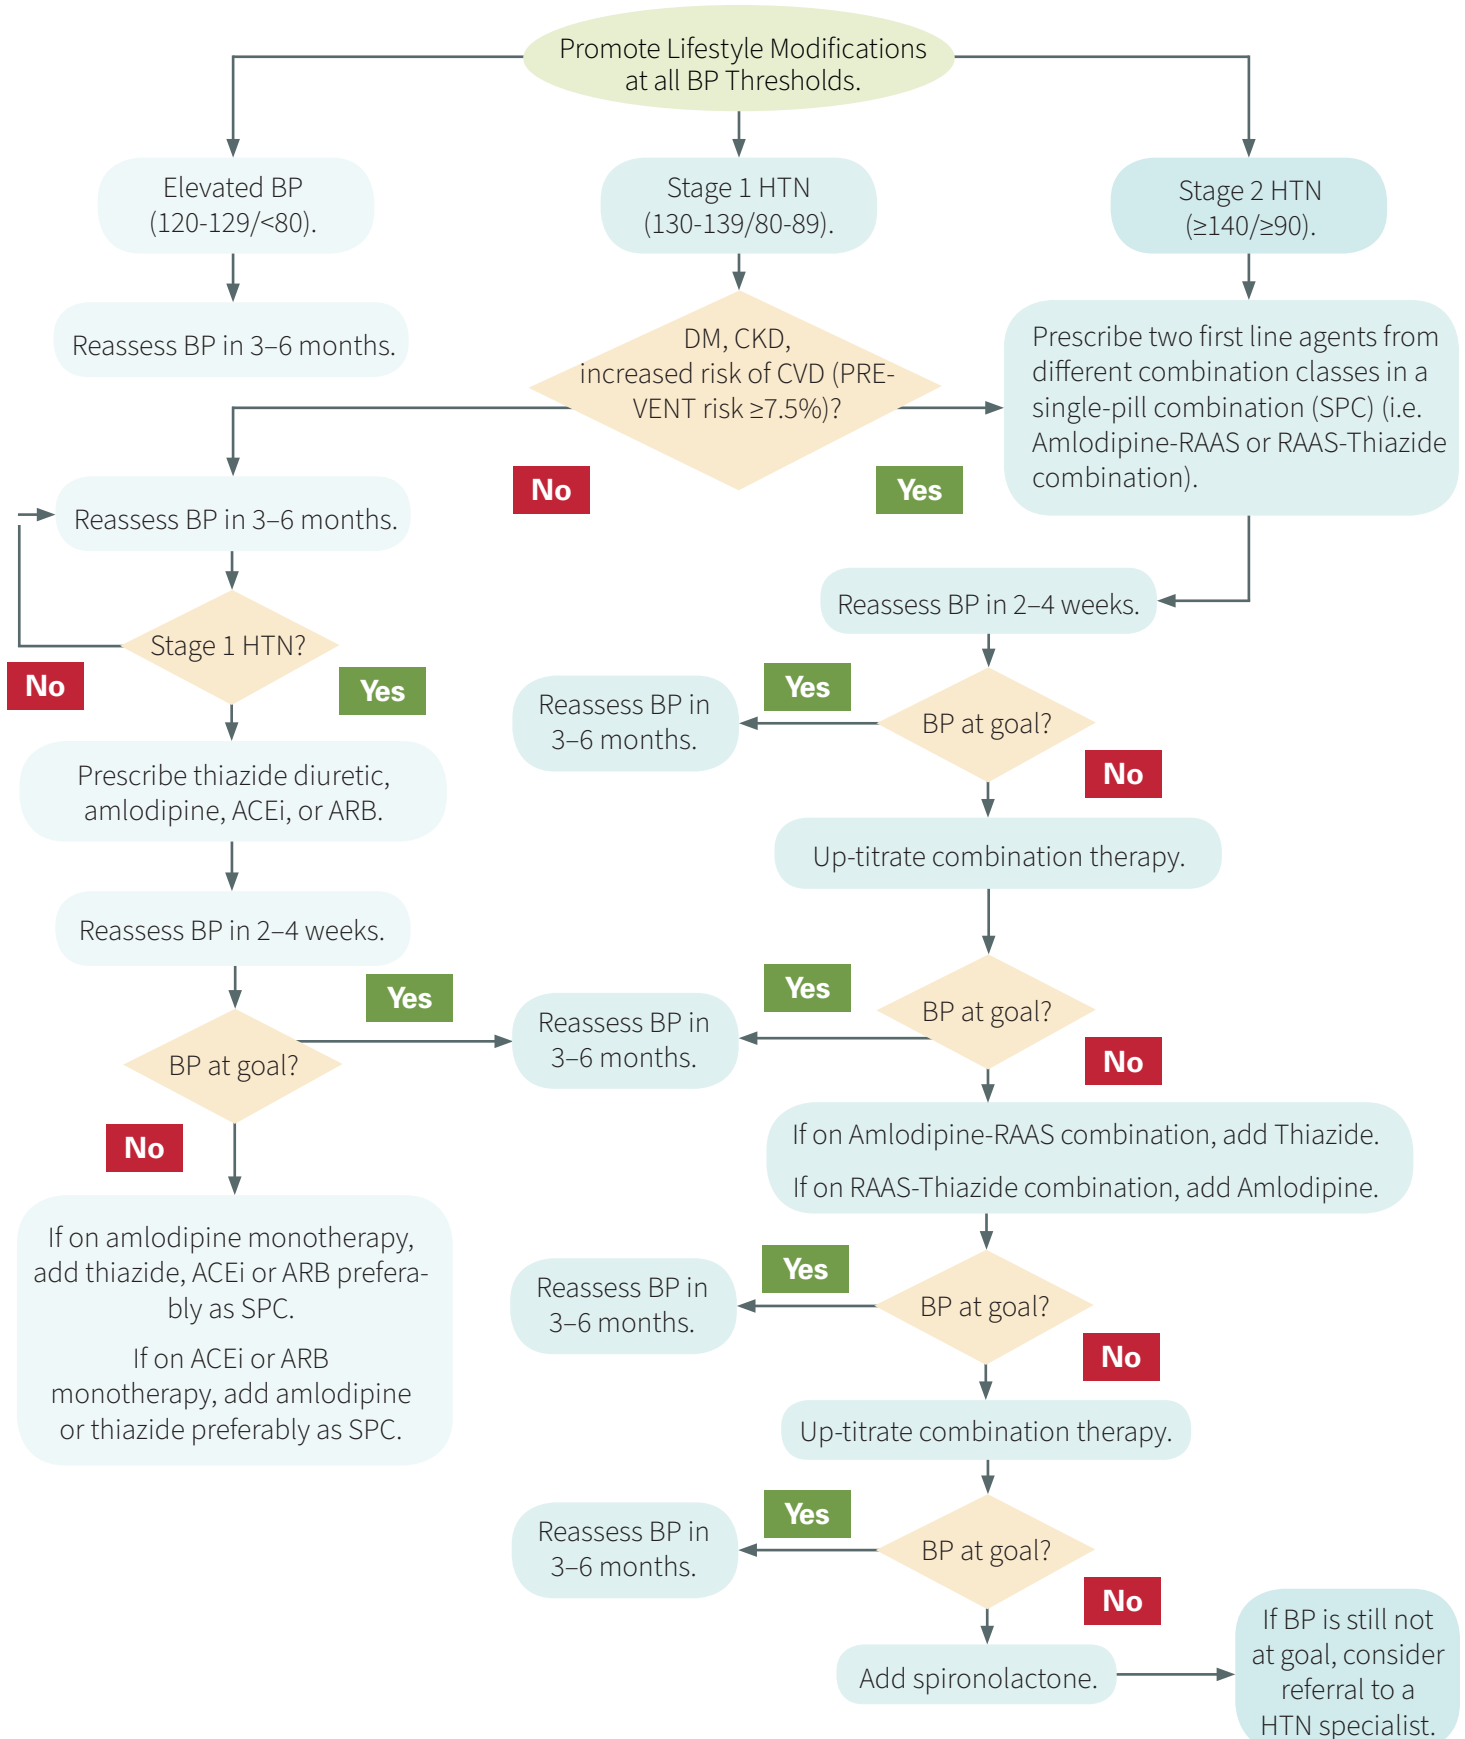 Promote Lifestyle Modifications
at all BP Thresholds.
Elevated BP
(120-129/<80).
Stage 1 HTN
(130-139/80-89).
Stage 2 HTN
(≥140/≥90).
Reassess BP in 3–6 months.
DM, CKD,
increased risk of CVD (PRE-
VENT risk ≥7.5%)?
Prescribe two first line agents from
different combination classes in a
single-pill combination (SPC) (i.e.
Amlodipine-RAAS or RAAS-Thiazide
combination).
No
Yes
Reassess BP in 3–6 months.
Stage 1 HTN?
No
Yes
Prescribe thiazide diuretic,
amlodipine, ACEi, or ARB.
Reassess BP in 2–4 weeks.
BP at goal?
Yes
No
If on amlodipine monotherapy,
add thiazide, ACEi or ARB prefera-
bly as SPC.
If on ACEi or ARB
monotherapy, add amlodipine
or thiazide preferably as SPC.
Reassess BP in 2–4 weeks.
BP at goal?
Yes
Reassess BP in
3–6 months.
No
Up-titrate combination therapy.
BP at goal?
Yes
Reassess BP in
3–6 months.
No
If on Amlodipine-RAAS combination, add Thiazide.
If on RAAS-Thiazide combination, add Amlodipine.
BP at goal?
Yes
Reassess BP in
3–6 months.
No
Up-titrate combination therapy.
BP at goal?
Yes
Reassess BP in
3–6 months.
No
Add spironolactone.
If BP is still not
at goal, consider
referral to a
HTN specialist.